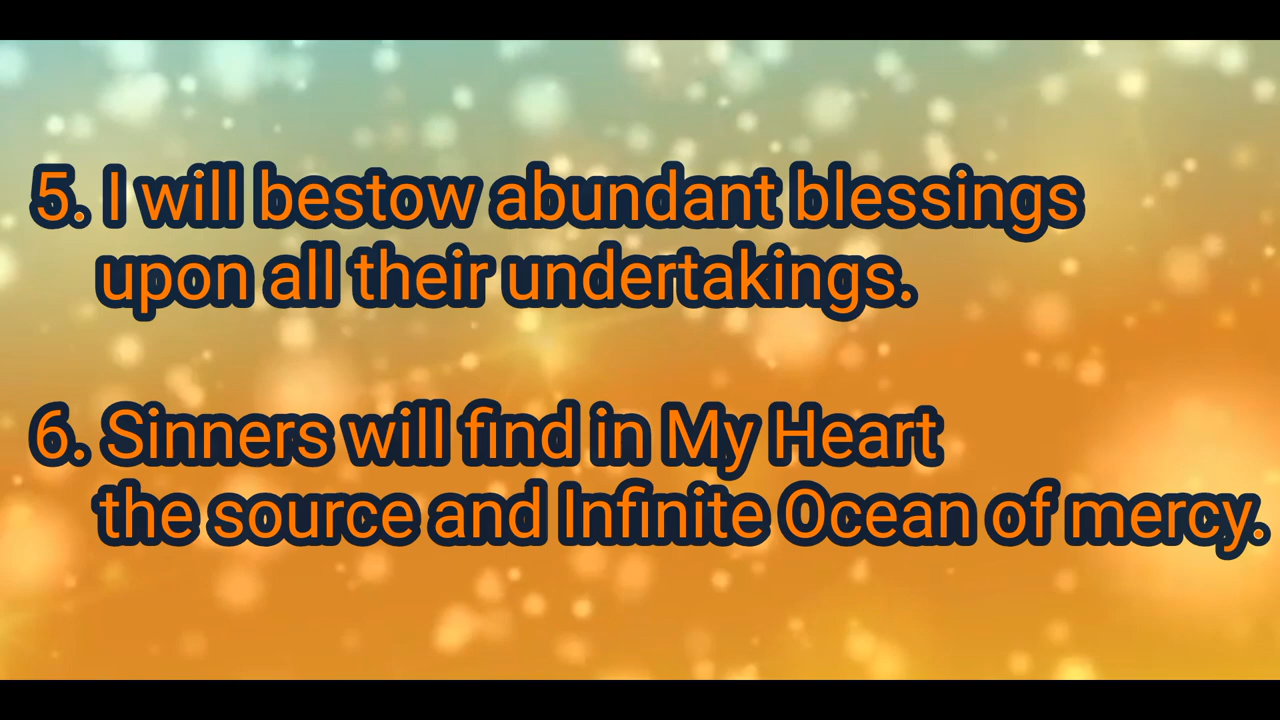 5. I will bestow abundant blessings
upon all their undertakings.
6. Sinners will find in My Heart
the source and Infinite Ocean of mercy.